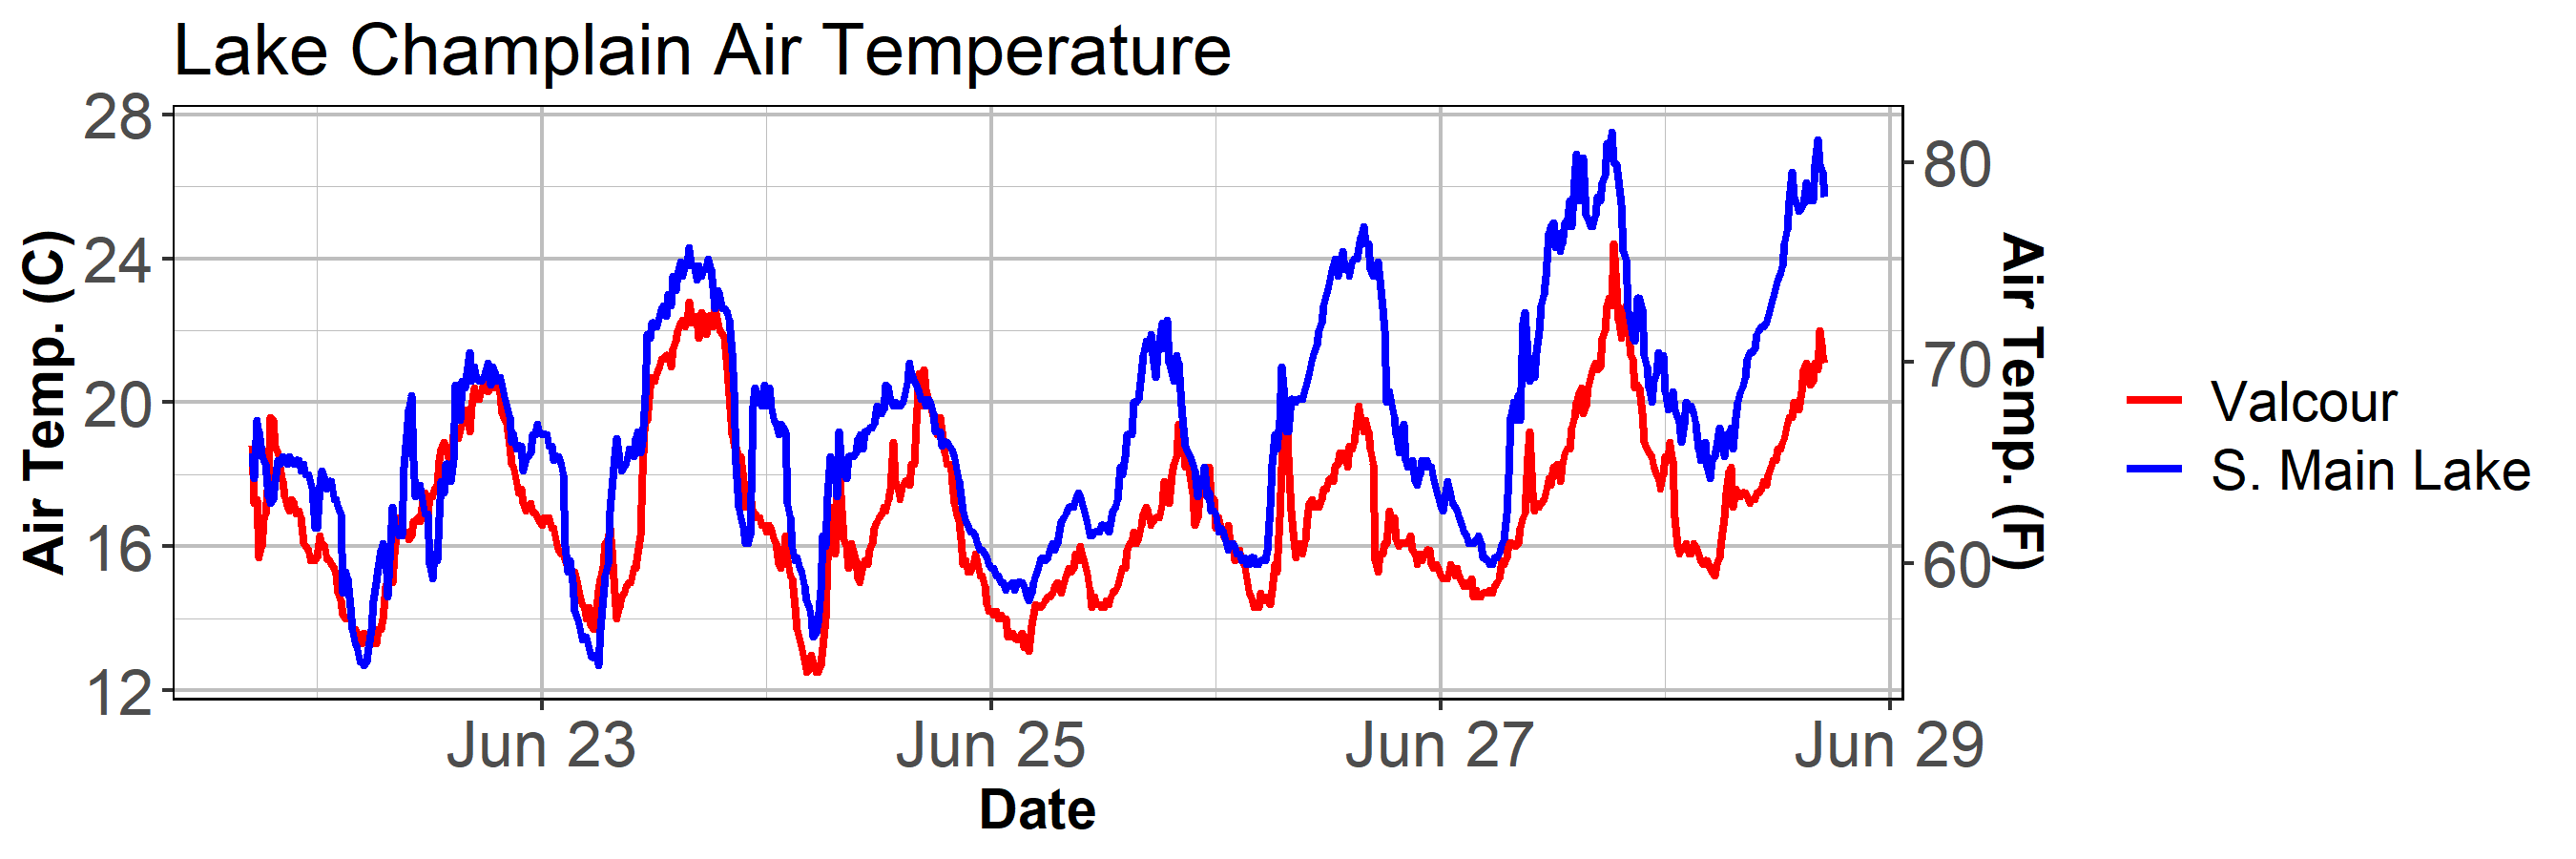 Lake Champlain Air Temperature
28
24
20
16
12
Air Temp. (C)
80
70
60
Air Temp. (F)
Jun 23
Jun 25
Jun 27
Jun 29
Date
Valcour
S. Main Lake